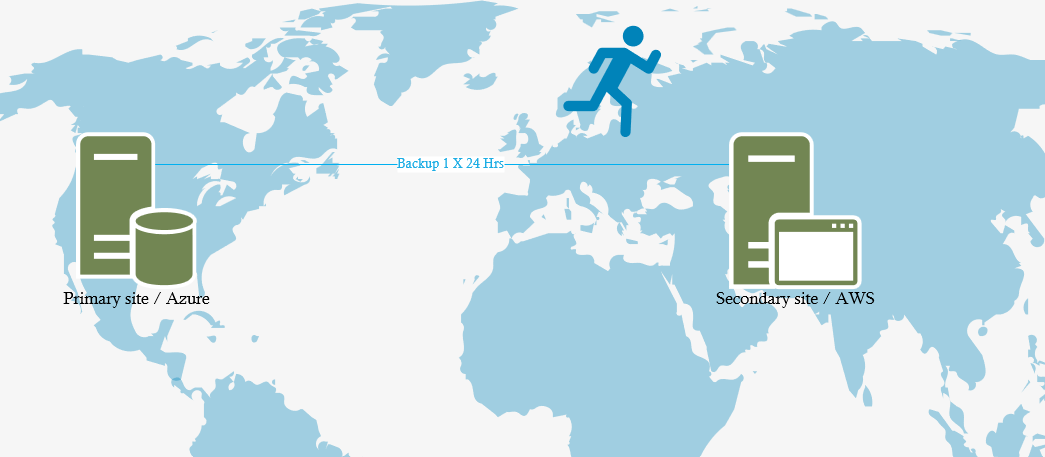 Backup 1 X 24 Hrs
Primary site / Azure
Secondary site / AWS